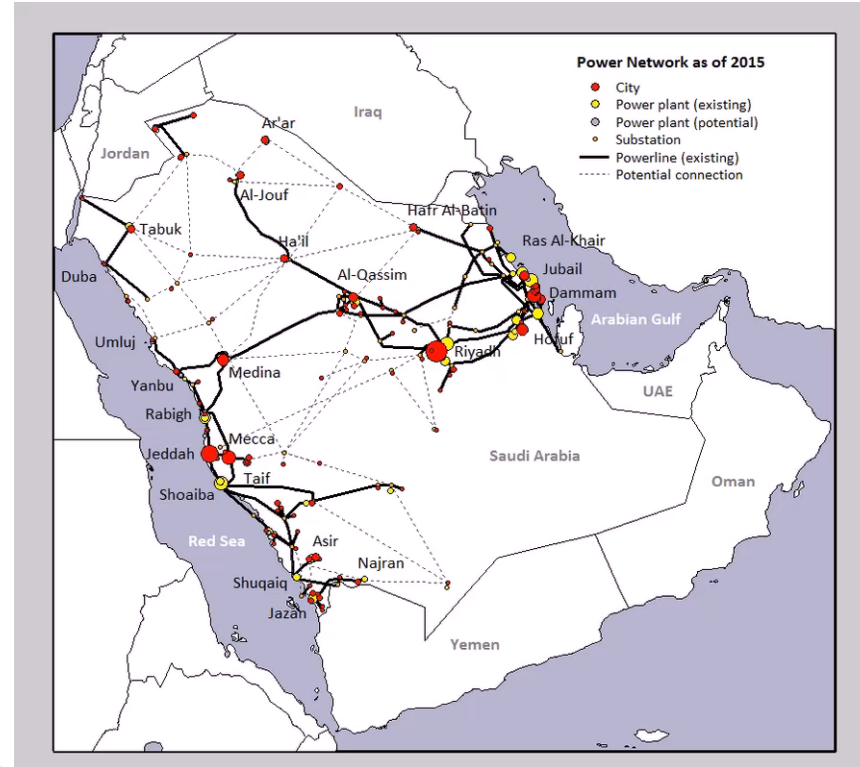 Power Network as of 2015
City
Power plant (existing)
Power plant (potential)
Substation
Powerline (existing)
Potential connection
Iraq
Ar'ar
Jordan
Al-Jouf
Hafr Al-Batin
Tabuk
Ha'il
Ras Al-Khair
Duba
Al-Qassim
Jubail
Dammam
Arabian Gulf
Umluj
Riyadh
Hofuf
Medina
Yanbu
UAE
Rabigh
Mecca
Jeddah
Saudi Arabia
Taif
Oman
Shoaiba
Red Sea
Asir
Najran
Shuqaiq
Jazan
Yemen